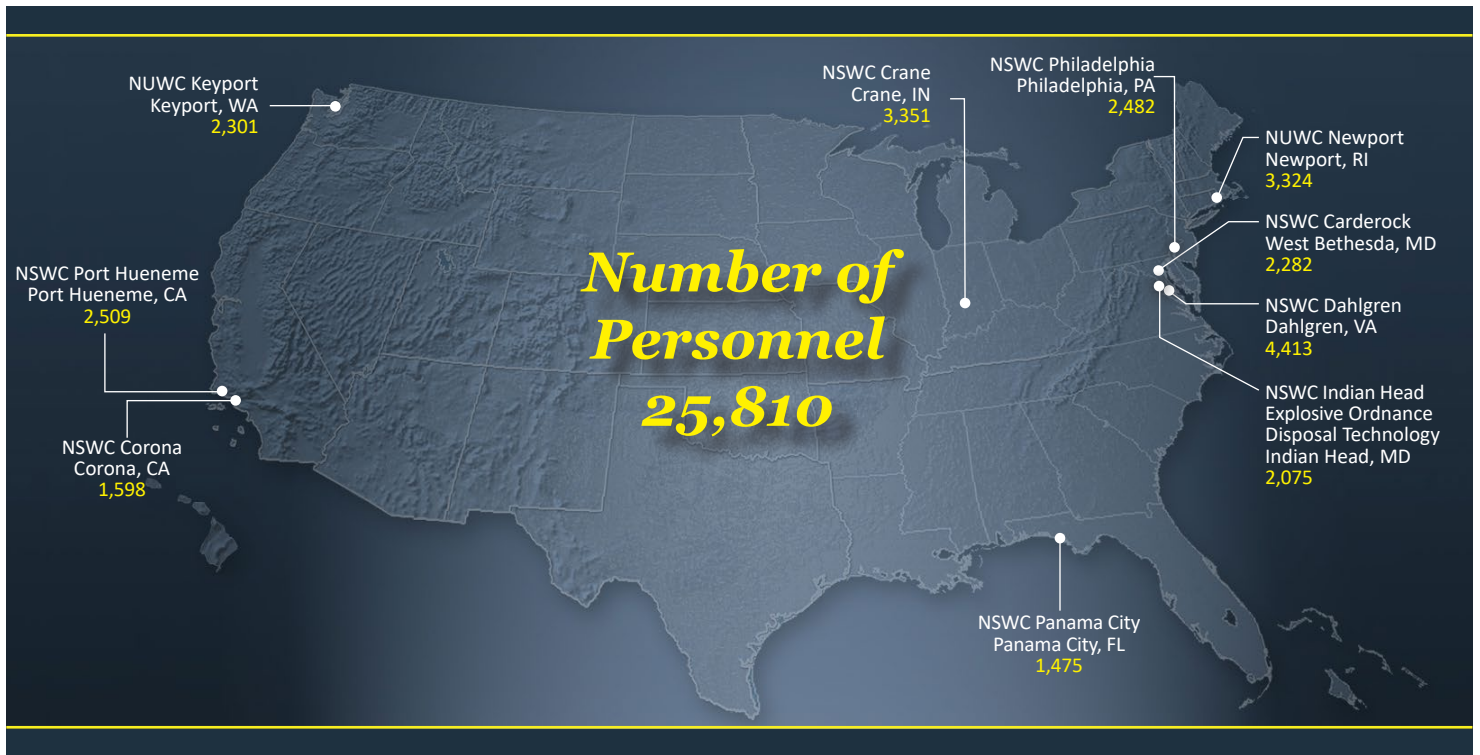 NUWC Keyport
Keyport, WA
2,301
NSWC Crane
Crane, IN
3,351
NSWC Philadelphia
Philadelphia, PA
2,482
NUWC Newport
Newport, RI
3,324
NSWC Carderock
West Bethesda, MD
2,282
NSWC Dahlgren
Dahlgren, VA
4,413
NSWC Indian Head
Explosive Ordnance
Disposal Technology
Indian Head, MD
2,075
NSWC Port Hueneme
Port Hueneme, CA
2,509
NSWC Corona
Corona, CA
1,598
Number of
Personnel
25,810
NSWC Panama City
Panama City, FL
1,475